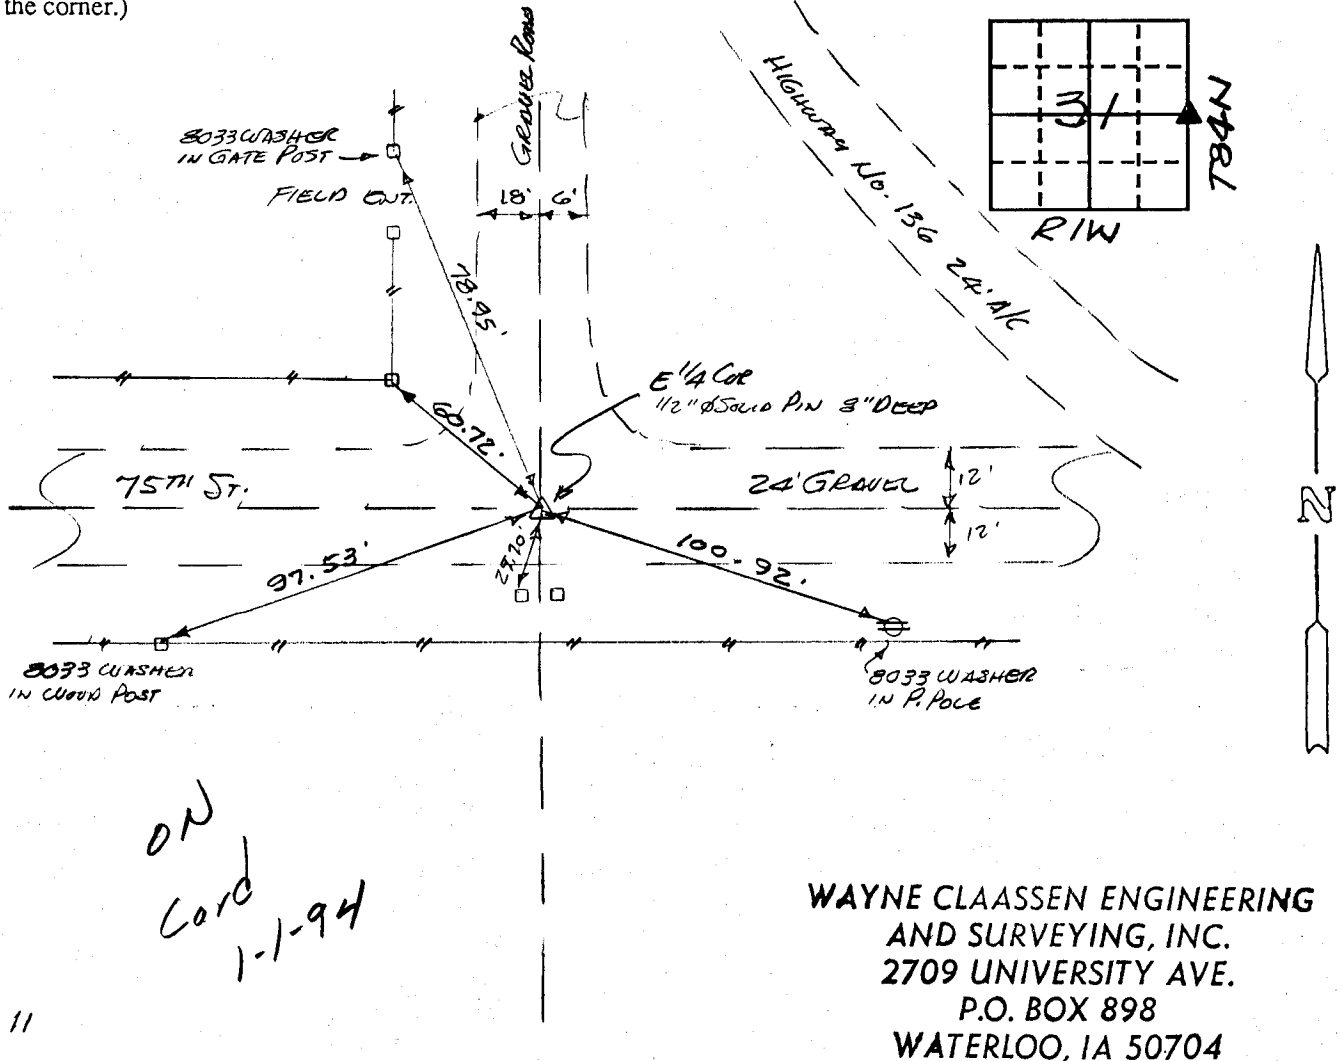 the corner.)
GRAVEL ROAD
8033 WASHER
IN GATE POST
FIELD ENT.
18' 6'
78.95'
HIGHWAY No. 136 24' A/C
31
T84N
R1W
E 1/4 COR
1/2" ø SOLID PIN 8" DEEP
60.72'
75TH ST.
24' GRAVEL
12'
12'
N
97.53'
100.92'
8033 WASHER
IN WOOD POST
8033 WASHER
IN P. POLE
ON
Card
1-1-94
WAYNE CLAASSEN ENGINEERING
AND SURVEYING, INC.
2709 UNIVERSITY AVE.
P.O. BOX 898
WATERLOO, IA 50704
11